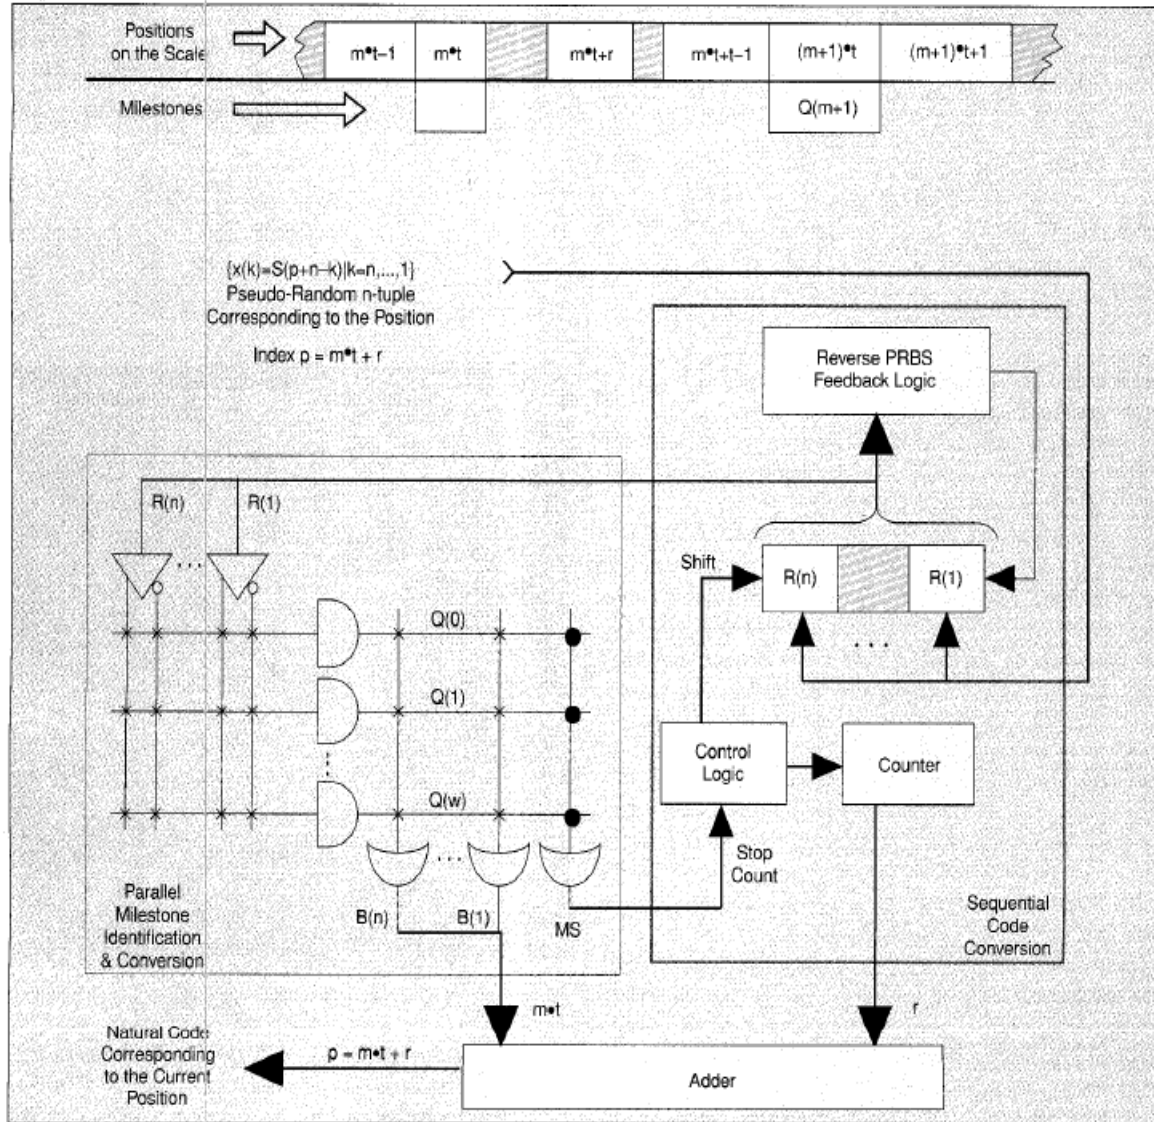 Positions
on the Scale
m•t–1
m•t
m•t+r
m•t+t-1
(m+1)•t
(m+1)•t+1
Milestones
Q(m+1)
{x(k)=S(p+n–k)|k=n,...,1}
Pseudo-Random n-tuple
Corresponding to the Position
Index p = m•t + r
Reverse PRBS
Feedback Logic
R(n)
R(1)
Shift
R(n)
R(1)
. . .
. . .
Q(0)
Q(1)
Q(w)
Control
Logic
Counter
Stop
Count
Parallel
Milestone
Identification
& Conversion
B(n)
B(1)
MS
Sequential
Code
Conversion
m•t
r
Natural Code
Corresponding
to the Current
Position
p = m•t + r
Adder